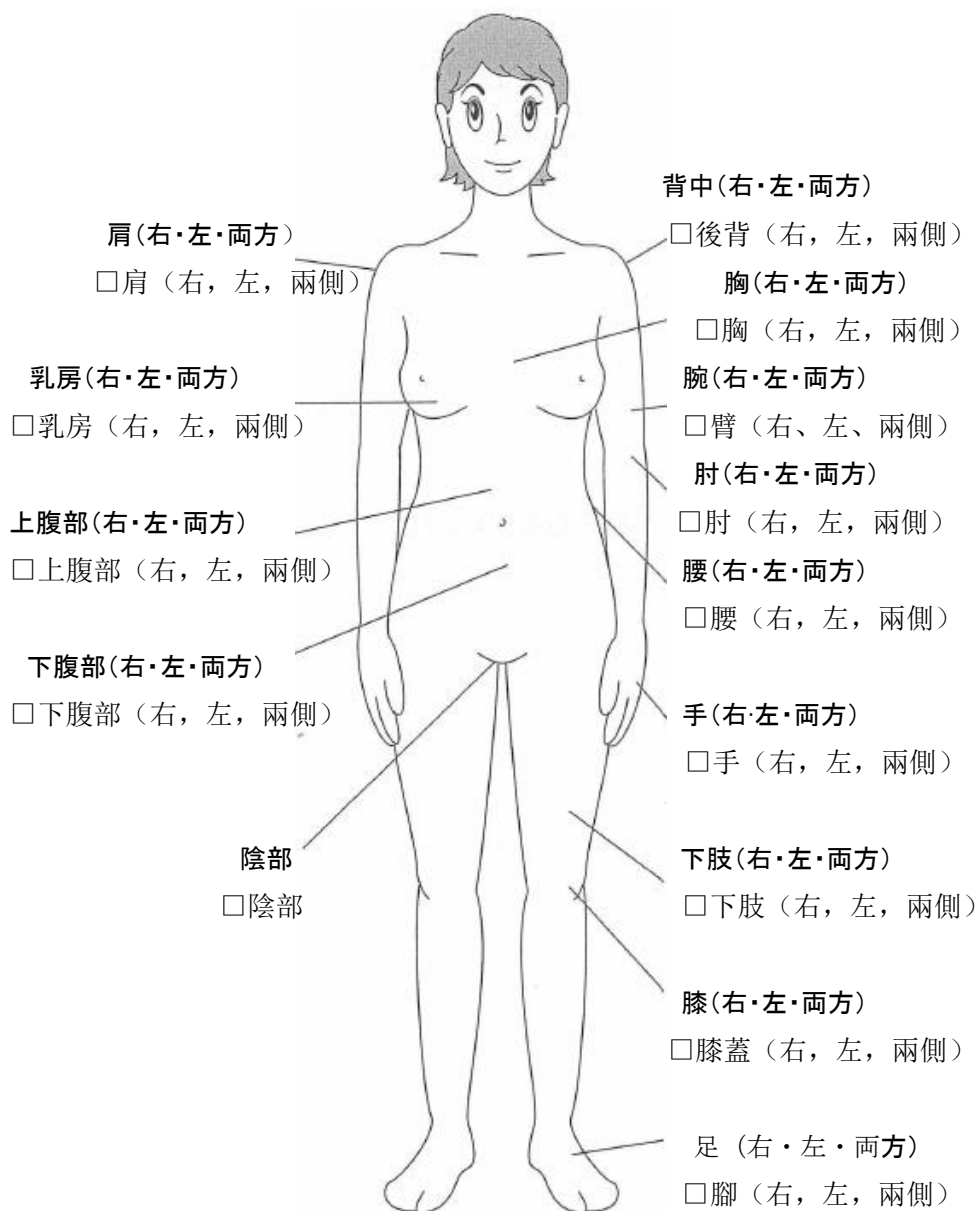 肩(右・左・両方)
□肩（右，左，兩側）
乳房(右・左・両方)
□乳房（右，左，兩側）
上腹部(右・左・両方)
□上腹部（右，左，兩側）
下腹部(右・左・両方)
□下腹部（右，左，兩側）
陰部
□陰部
背中(右・左・両方)
□後背（右，左，兩側）
胸(右・左・両方)
□胸（右，左，兩側）
腕(右・左・両方)
□臂（右、左、兩側）
肘(右・左・両方)
□肘（右，左，兩側）
腰(右・左・両方)
□腰（右，左，兩側）
手(右·左・両方)
□手（右，左，兩側）
下肢(右・左・両方)
□下肢（右，左，兩側）
膝(右・左・両方)
□膝蓋（右，左，兩側）
足 (右・左・両方)
□腳（右，左，兩側）